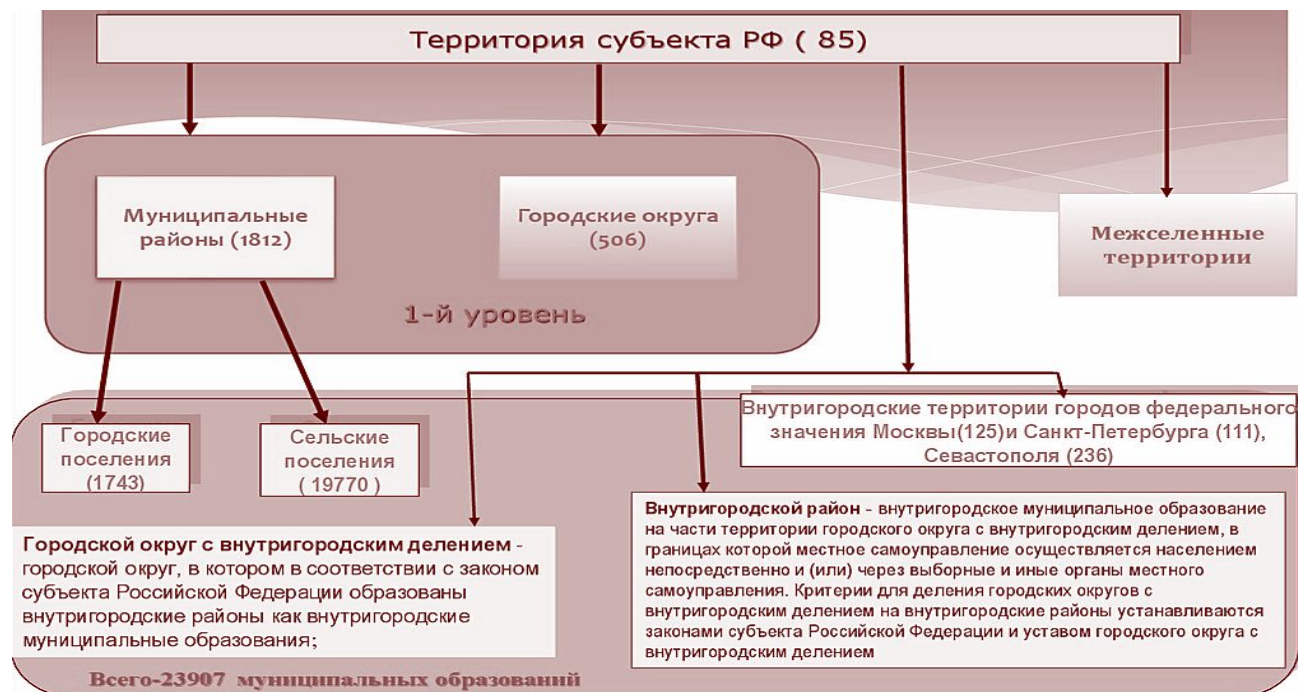 Территория субъекта РФ ( 85)
Муниципальные
районы (1812)
Городские округа
(506)
Межселенные
территории
1-й уровень
Городские
поселения
(1743)
Сельские
поселения
( 19770 )
Внутригородские территории городов федерального
значения Москвы(125)и Санкт-Петербурга (111),
Севастополя (236)
Городской округ с внутригородским делением -
городской округ, в котором в соответствии с законом
субъекта Российской Федерации образованы
внутригородские районы как внутригородские
муниципальные образования;
Внутригородской район - внутригородское муниципальное образование
на части территории городского округа с внутригородским делением, в
границах которой местное самоуправление осуществляется населением
непосредственно и (или) через выборные и иные органы местного
самоуправления. Критерии для деления городских округов с
внутригородским делением на внутригородские районы устанавливаются
законами субъекта Российской Федерации и уставом городского округа с
внутригородским делением
Всего-23907 муниципальных образований